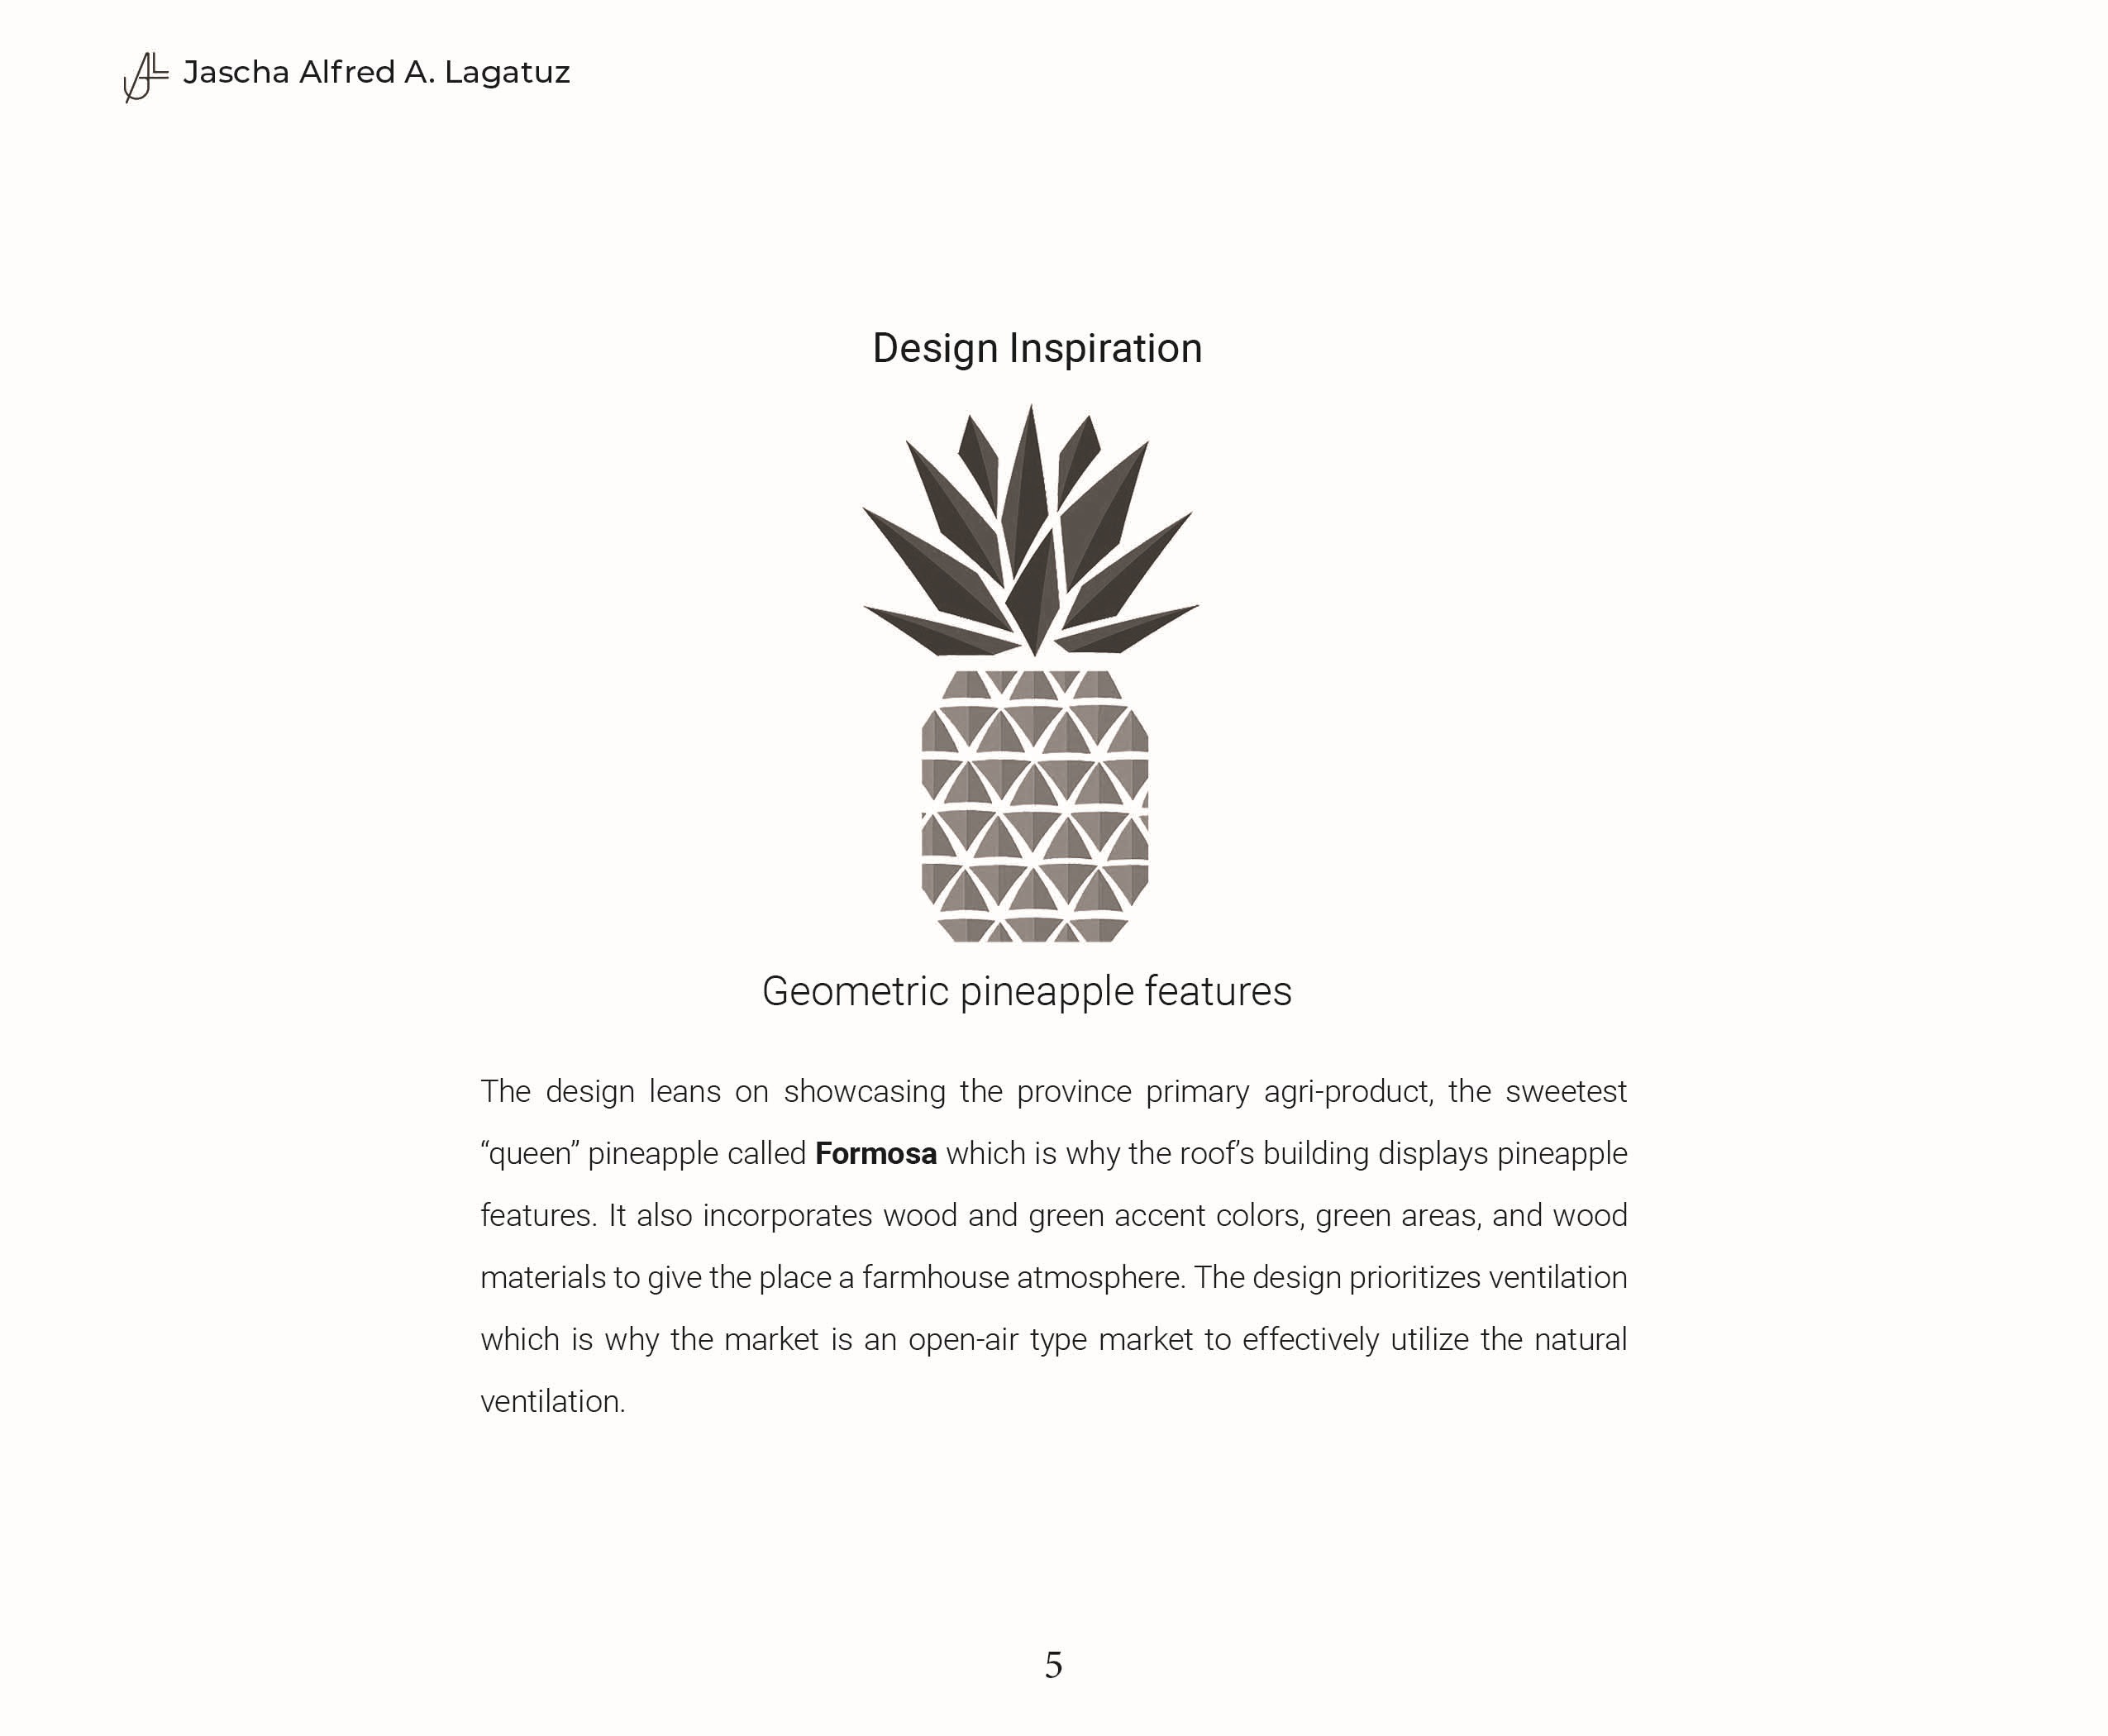 Jascha Alfred A. Lagatuz
Design Inspiration
Geometric pineapple features
The design leans on showcasing the province primary agri-product, the sweetest
“queen” pineapple called Formosa which is why the roof’s building displays pineapple
features. It also incorporates wood and green accent colors, green areas, and wood
materials to give the place a farmhouse atmosphere. The design prioritizes ventilation
which is why the market is an open-air type market to effectively utilize the natural
ventilation.
5